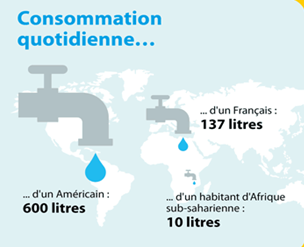 Consommation
quotidienne...
... d'un Français :
137 litres
... d'un Américain :
600 litres
... d'un habitant d'Afrique
sub-saharienne :
10 litres